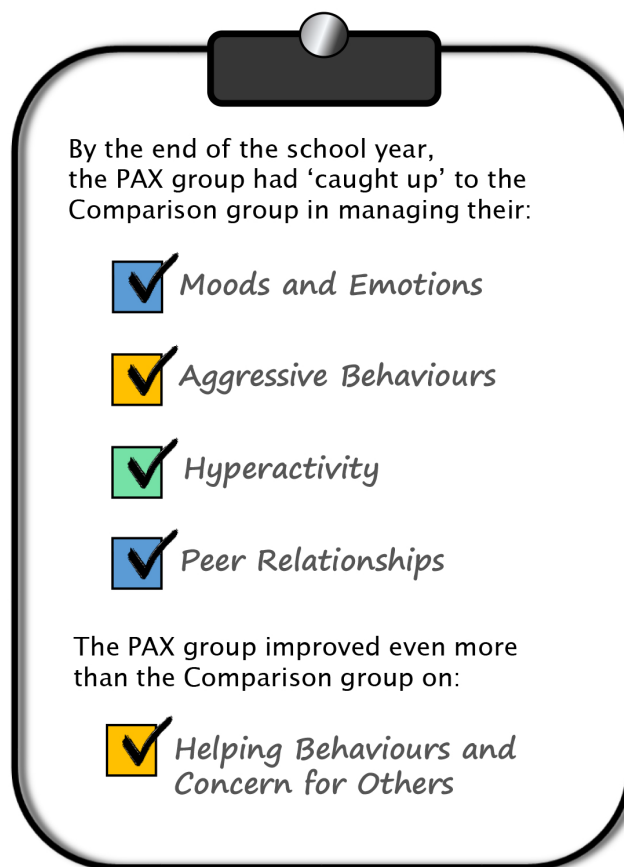 By the end of the school year,
the PAX group had ‘caught up’ to the
Comparison group in managing their:
Moods and Emotions
Aggressive Behaviours
Hyperactivity
Peer Relationships
The PAX group improved even more
than the Comparison group on:
Helping Behaviours and
Concern for Others